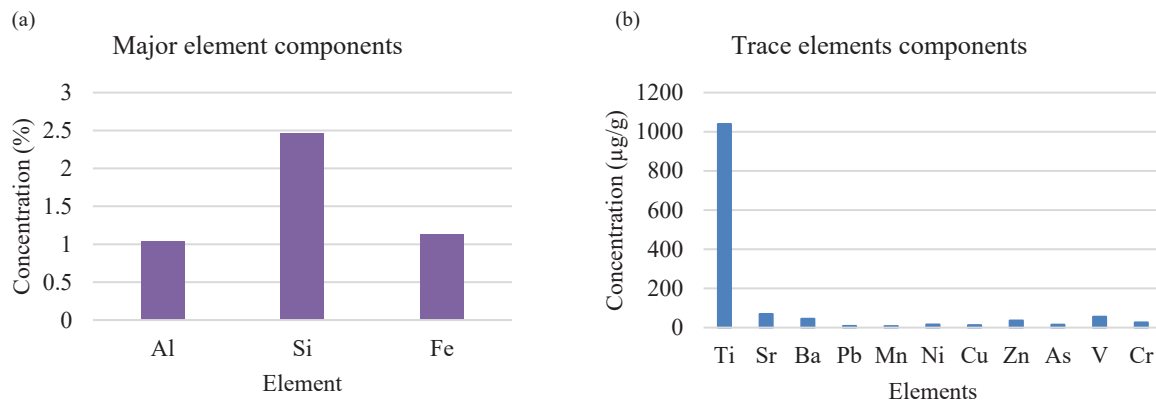 (a)
Major element components
Concentration (%)
3
2.5
2
1.5
1
0.5
0
Al Si Fe
Element
(b)
Trace elements components
Concentration (µg/g)
1200
1000
800
600
400
200
0
Ti Sr Ba Pb Mn Ni Cu Zn As V Cr
Elements